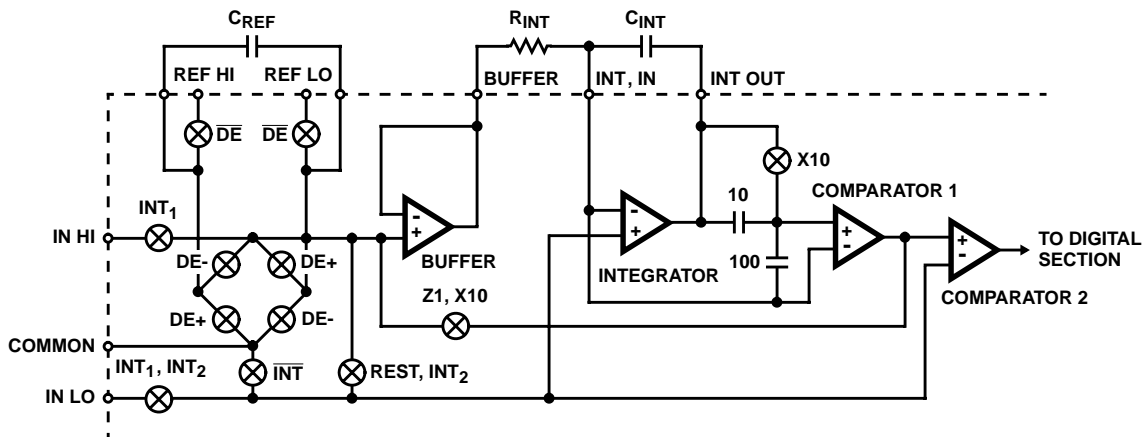 CREF
RINT
CINT
REF HI
REF LO
BUFFER
INT, IN
INT OUT
DE
DE
X10
INT1
IN HI
-
+
BUFFER
-
+
INTEGRATOR
10
100
COMPARATOR 1
+
-
+
-
COMPARATOR 2
TO DIGITAL
SECTION
DE-
DE+
DE+
DE-
Z1, X10
COMMON
INT1, INT2
INT
REST, INT2
IN LO